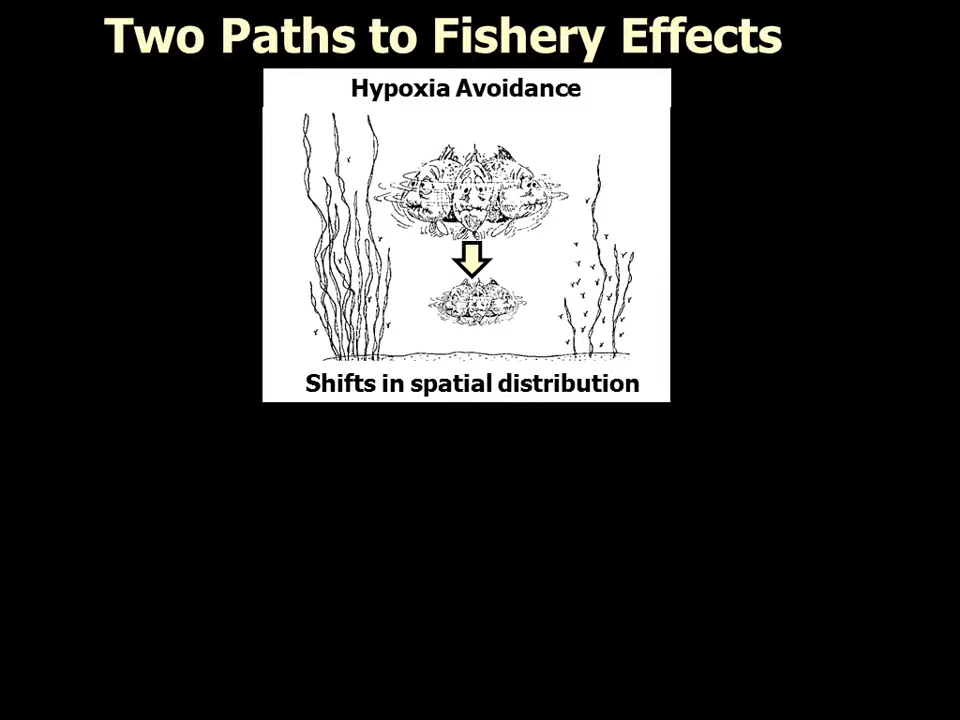 Two Paths to Fishery Effects
Hypoxia Avoidance
Shifts in spatial distribution